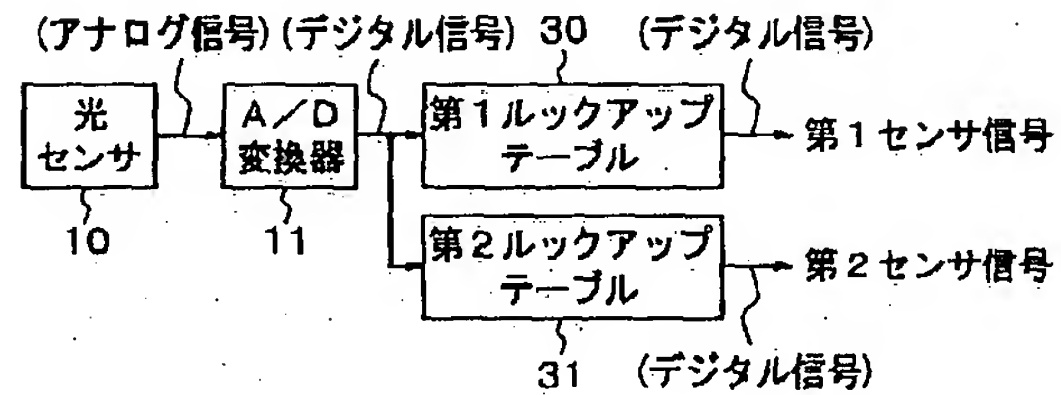 (アナログ信号) (デジタル信号) 30 (デジタル信号)
光
センサ
A/D
変換器
第1ルックアップ
テーブル
第1センサ信号
10
11
第2ルックアップ
テーブル
第2センサ信号
31 (デジタル信号)